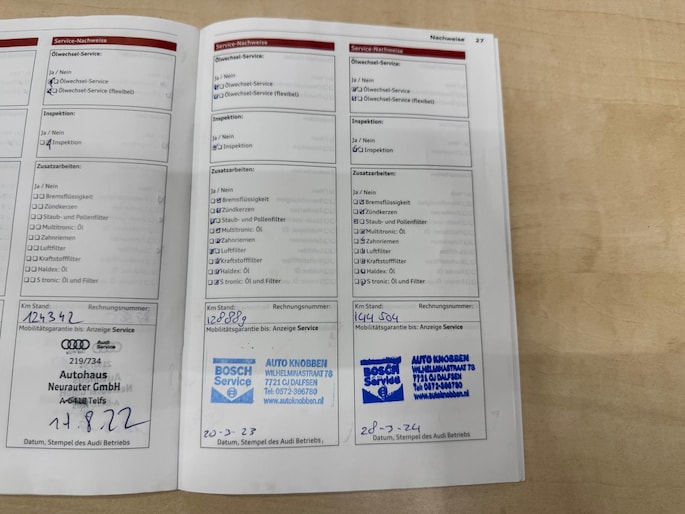 Nachweise 27
Service-Nachweise
Ölwechsel-Service:
Ja / Nein
Ölwechsel-Service
Ölwechsel-Service (flexibel)
Inspektion:
Ja / Nein
Inspektion
Zusatzarbeiten:
Ja / Nein
Bremsflüssigkeit
Zündkerzen
Staub- und Pollenfilter
Multitronic: Öl
Zahnriemen
Luftfilter
Kraftstofffilter
Haldex: Öl
S tronic: Öl und Filter
Km Stand: Rechnungsnummer:
124342
Mobilitätsgarantie bis: Anzeige Service
Audi Service
219/734
Autohaus
Neurauter GmbH
Telfs
17.8.22
Datum, Stempel des Audi Betriebs
Service-Nachweise
Ölwechsel-Service:
Ja / Nein
Ölwechsel-Service
Ölwechsel-Service (flexibel)
Inspektion:
Ja / Nein
Inspektion
Zusatzarbeiten:
Ja / Nein
Bremsflüssigkeit
Zündkerzen
Staub- und Pollenfilter
Multitronic: Öl
Zahnriemen
Luftfilter
Kraftstofffilter
Haldex: Öl
S tronic: Öl und Filter
Km Stand: Rechnungsnummer:
128889
Mobilitätsgarantie bis: Anzeige Service
BOSCH
Service
AUTO KNOBBEN
WILHELMINASTRAAT 78
7721 CJ DALFSEN
Tel: 0572-396780
www.autoknobben.nl
20-3-23
Datum, Stempel des Audi Betriebs
Service-Nachweise
Ölwechsel-Service:
Ja / Nein
Ölwechsel-Service
Ölwechsel-Service (flexibel)
Inspektion:
Ja / Nein
Inspektion
Zusatzarbeiten:
Ja / Nein
Bremsflüssigkeit
Zündkerzen
Staub- und Pollenfilter
Multitronic: Öl
Zahnriemen
Luftfilter
Kraftstofffilter
Haldex: Öl
S tronic: Öl und Filter
Km Stand: Rechnungsnummer:
144504
Mobilitätsgarantie bis: Anzeige Service
BOSCH
Service
AUTO KNOBBEN
WILHELMINASTRAAT 78
7721 CJ DALFSEN
Tel: 0572-396780
www.autoknobben.nl
28-3-24
Datum, Stempel des Audi Betriebs